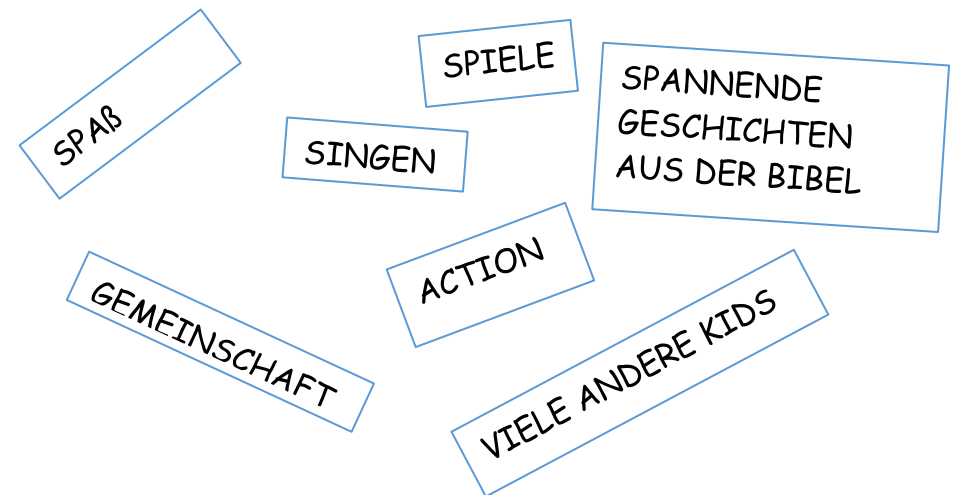 SPAß
SPIELE
SPANNENDE
GESCHICHTEN
AUS DER BIBEL
SINGEN
ACTION
GEMEINSCHAFT
VIELE ANDERE KIDS